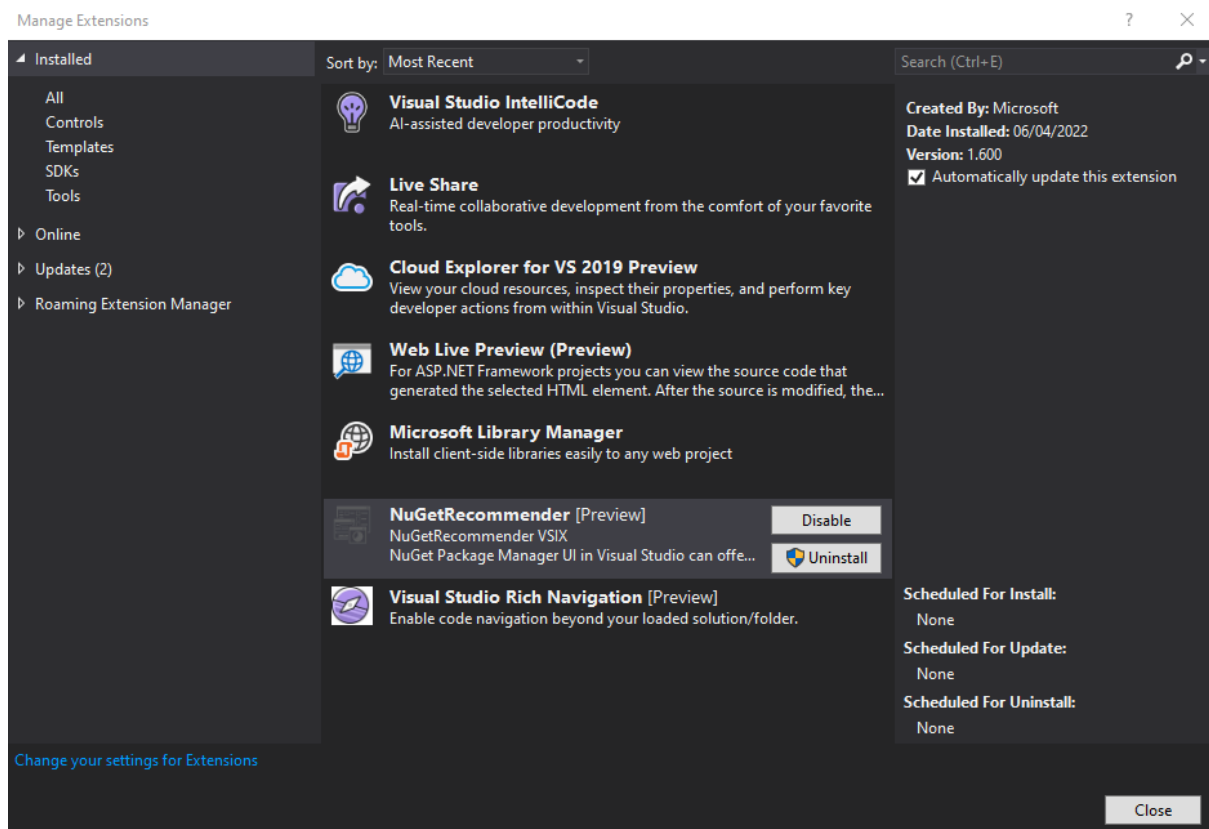 Manage Extensions
?
Installed
All
Controls
Templates
SDKs
Tools
Online
Updates (2)
Roaming Extension Manager
Change your settings for Extensions
Sort by: Most Recent
Visual Studio IntelliCode
AI-assisted developer productivity
Live Share
Real-time collaborative development from the comfort of your favorite
tools.
Cloud Explorer for VS 2019 Preview
View your cloud resources, inspect their properties, and perform key
developer actions from within Visual Studio.
Web Live Preview (Preview)
For ASP.NET Framework projects you can view the source code that
generated the selected HTML element. After the source is modified, the...
Microsoft Library Manager
Install client-side libraries easily to any web project
NuGetRecommender [Preview]
NuGetRecommender VSIX
NuGet Package Manager UI in Visual Studio can offe...
Disable
Uninstall
Visual Studio Rich Navigation [Preview]
Enable code navigation beyond your loaded solution/folder.
Search (Ctrl+E)
Created By: Microsoft
Date Installed: 06/04/2022
Version: 1.600
Automatically update this extension
Scheduled For Install:
None
Scheduled For Update:
None
Scheduled For Uninstall:
None
Close